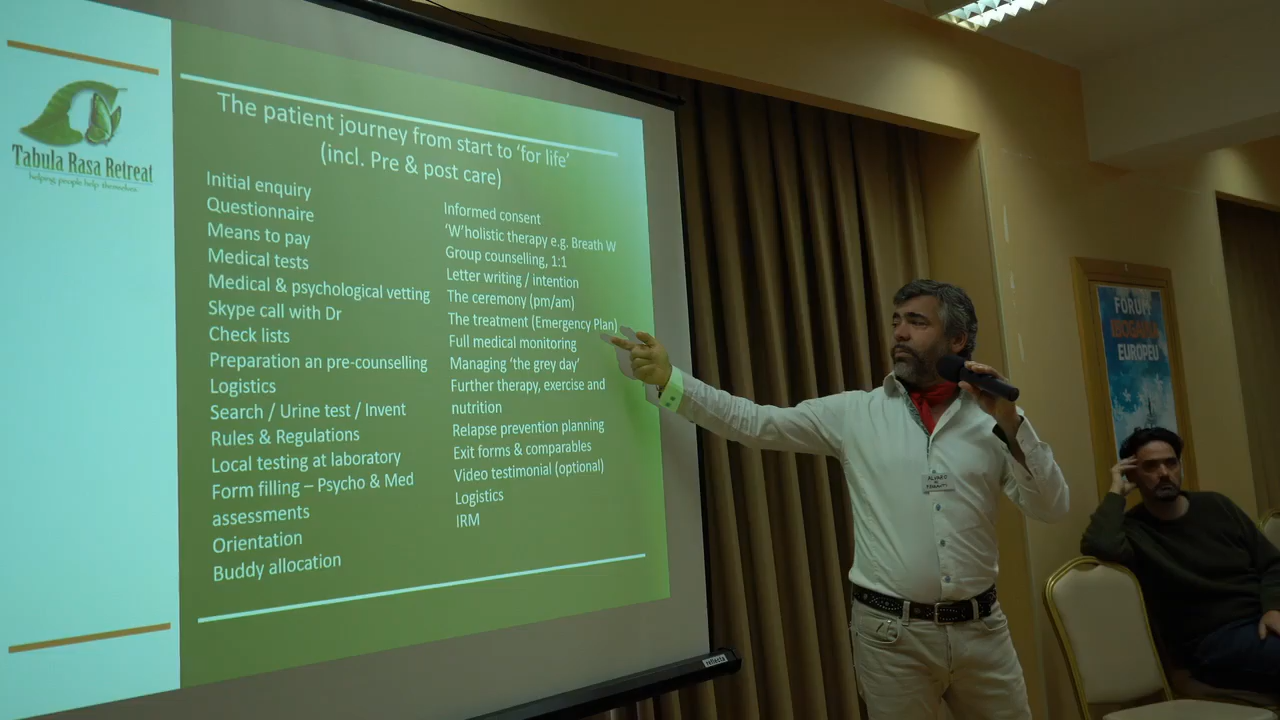 Tabula Rasa Retreat
helping people help themselves
The patient journey from start to 'for life'
(incl. Pre & post care)
Initial enquiry
Questionnaire
Means to pay
Medical tests
Medical & psychological vetting
Skype call with Dr
Check lists
Preparation an pre-counselling
Logistics
Search / Urine test / Invent
Rules & Regulations
Local testing at laboratory
Form filling – Psycho & Med
assessments
Orientation
Buddy allocation
Informed consent
'W'holistic therapy e.g. Breath W
Group counselling, 1:1
Letter writing / intention
The ceremony (pm/am)
The treatment (Emergency Plan)
Full medical monitoring
Managing 'the grey day'
Further therapy, exercise and
nutrition
Relapse prevention planning
Exit forms & comparables
Video testimonial (optional)
Logistics
IRM
reflecta
ALVARO
FORUM
IBOGAINA
EUROPEU